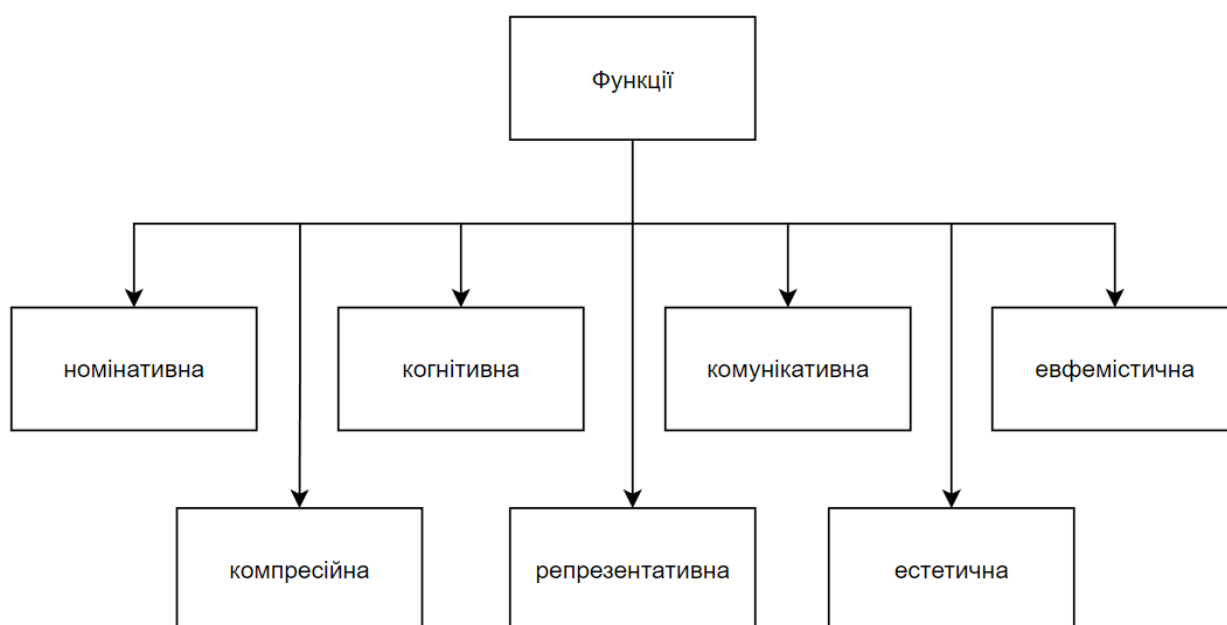 Функції
номінативна
когнітивна
комунікативна
евфемістична
компресійна
репрезентативна
естетична